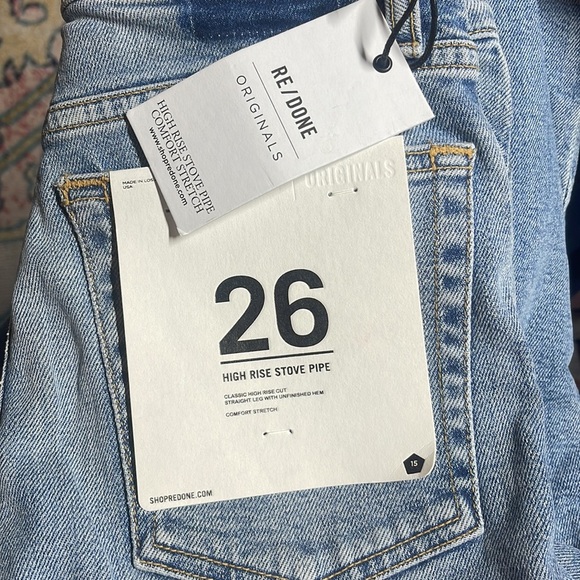 RE/DONE
ORIGINALS
HIGH RISE STOVE PIPE
COMFORT STRETCH
www.shopredone.com
MADE IN LOS
USA
ORIGINALS
26
HIGH RISE STOVE PIPE
CLASSIC HIGH RISE CUT
STRAIGHT LEG WITH UNFINISHED HEM
COMFORT STRETCH
15
SHOPREDONE.COM